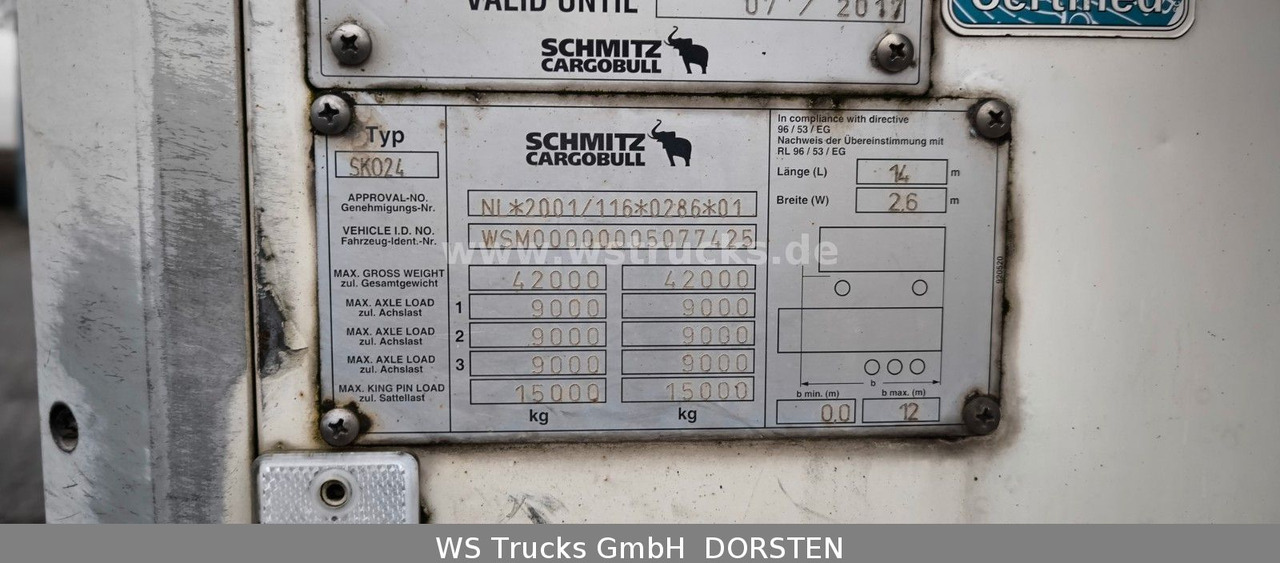 VALID UNTIL 07 / 2017
SCHMITZ
CARGOBULL
Certified
Typ
SKO24
SCHMITZ
CARGOBULL
In compliance with directive
96 / 53 / EG
Nachweis der Übereinstimmung mit
RL 96 / 53 / EG
Länge (L) 14 m
Breite (W) 2.6 m
APPROVAL-NO.
Genehmigungs-Nr. NL*2001/116*0286*01
VEHICLE I.D. NO.
Fahrzeug-Ident.-Nr. WSM00000005077425
www.wstrucks.de
MAX. GROSS WEIGHT
zul. Gesamtgewicht 42000 42000
MAX. AXLE LOAD
zul. Achslast 1 9000 9000
MAX. AXLE LOAD
zul. Achslast 2 9000 9000
MAX. AXLE LOAD
zul. Achslast 3 9000 9000
MAX. KING PIN LOAD
zul. Sattellast 15000 15000
kg kg
920520
b
b min. (m) b max. (m)
0.0 12
WS Trucks GmbH DORSTEN